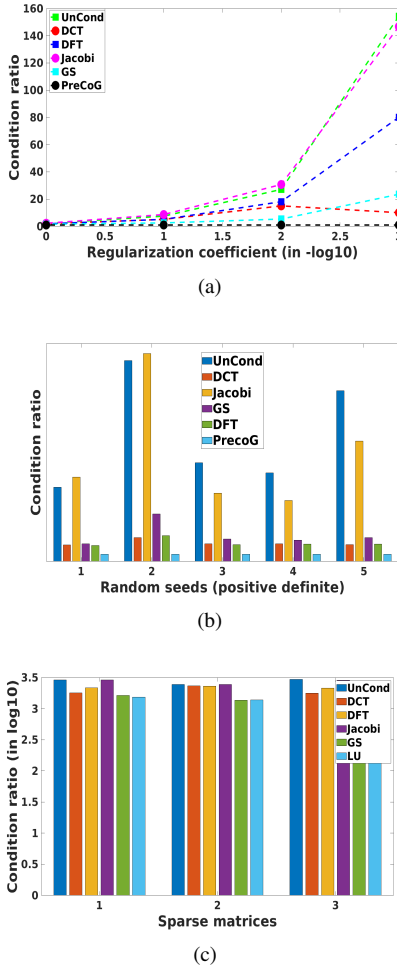 160
140
120
100
80
60
40
20
0
Condition ratio
UnCond
DCT
DFT
Jacobi
GS
PreCoG
0 0.5 1 1.5 2 2.5 3
Regularization coefficient (in -log10)
(a)
Condition ratio
UnCond
DCT
Jacobi
GS
DFT
PrecoG
1 2 3 4 5
Random seeds (positive definite)
(b)
3.5
3
2.5
2
1.5
1
0.5
0
Condition ratio (in log10)
UnCond
DCT
DFT
Jacobi
GS
LU
1 2 3
Sparse matrices
(c)